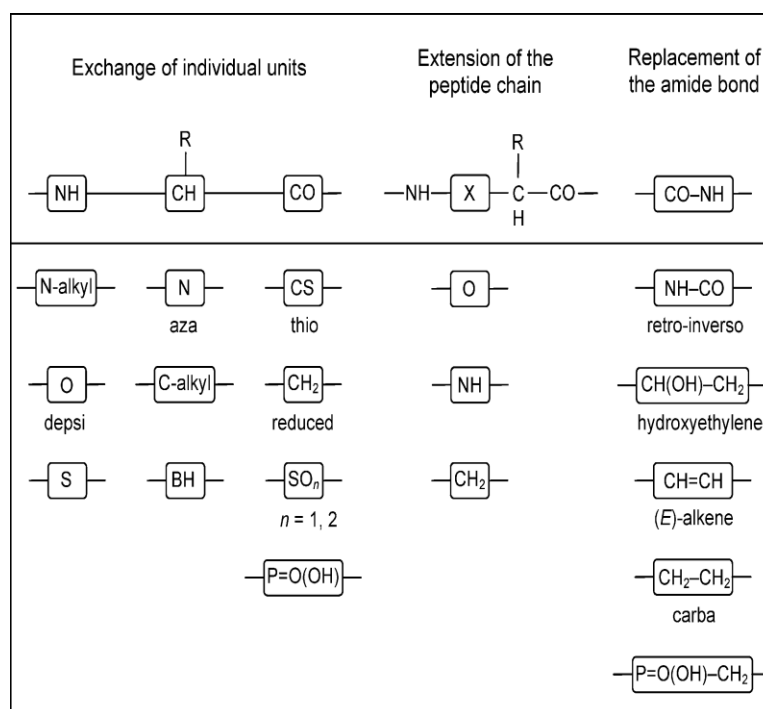 Exchange of individual units
Extension of the peptide chain
Replacement of the amide bond
R
NH CH CO
R
NH X C CO
H
CO–NH
N-alkyl N CS O NH–CO
aza thio retro-inverso
O C-alkyl CH₂ NH CH(OH)–CH₂
depsi reduced hydroxyethylene
S BH SOₙ CH₂ CH=CH
n = 1, 2 (E)-alkene
P=O(OH) CH₂–CH₂
carba
P=O(OH)–CH₂